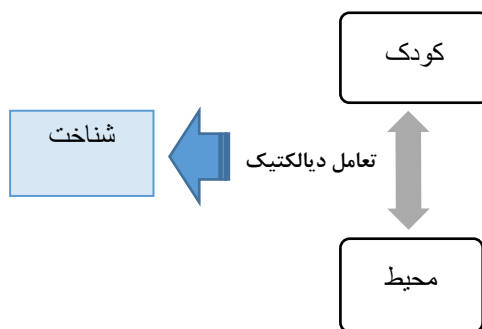 کودک
شناخت
تعامل دیالکتیک
محیط